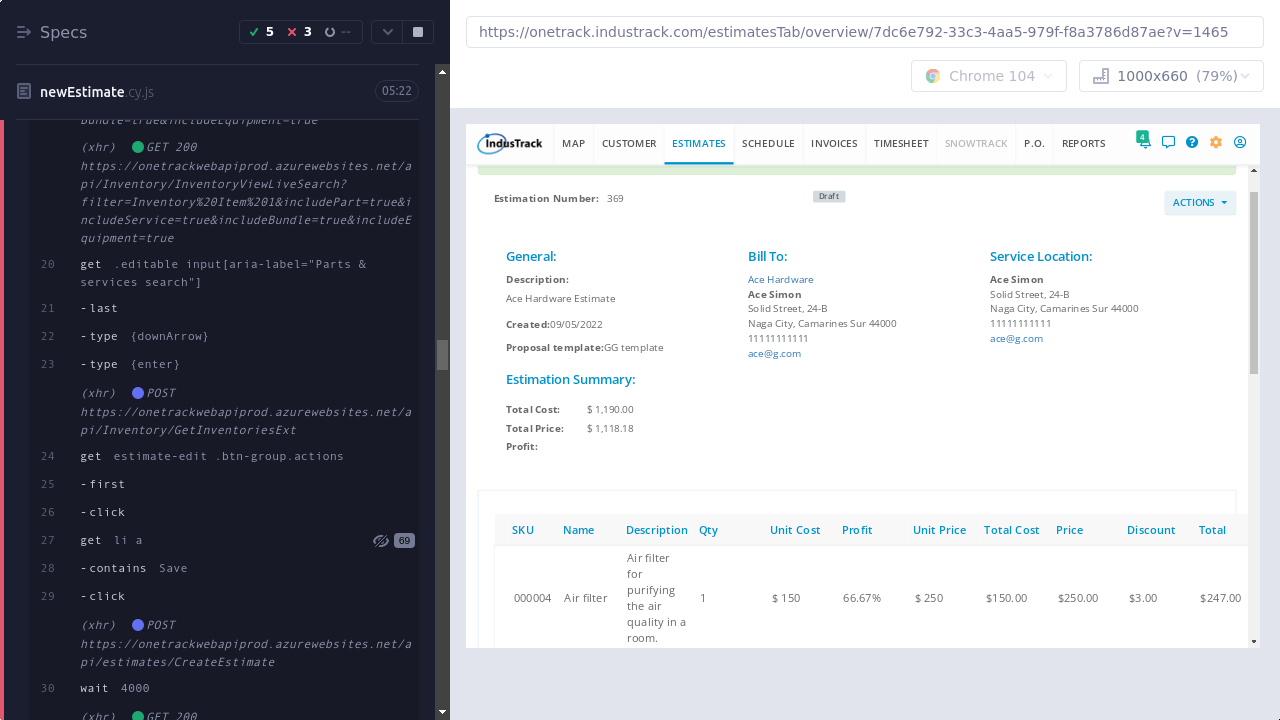 Specs
5
3
--
newEstimate.cy.js
05:22
Bundle=true&includeEquipment=true
(xhr) GET 200
https://onetrackwebapiprod.azurewebsites.net/a
pi/Inventory/InventoryViewLiveSearch?
filter=Inventory%20Item%201&includePart=true&i
ncludeService=true&includeBundle=true&includeE
quipment=true
20 get .editable input[aria-label="Parts &
services search"]
21 -last
22 -type {downArrow}
23 -type {enter}
(xhr) POST
https://onetrackwebapiprod.azurewebsites.net/a
pi/Inventory/GetInventoriesExt
24 get estimate-edit .btn-group.actions
25 -first
26 -click
27 get li a 69
28 -contains Save
29 -click
(xhr) POST
https://onetrackwebapiprod.azurewebsites.net/a
pi/estimates/CreateEstimate
30 wait 4000
(xhr) GET 200
https://onetrack.industrack.com/estimatesTab/overview/7dc6e792-33c3-4aa5-979f-f8a3786d87ae?v=1465
Chrome 104
1000x660 (79%)
IndusTrack
MAP CUSTOMER ESTIMATES SCHEDULE INVOICES TIMESHEET SNOWTRACK P.O. REPORTS 4
Estimation Number: 369
Draft
ACTIONS
General:
Description:
Ace Hardware Estimate
Created:09/05/2022
Proposal template:GG template
Bill To:
Ace Hardware
Ace Simon
Solid Street, 24-B
Naga City, Camarines Sur 44000
11111111111
ace@g.com
Service Location:
Ace Simon
Solid Street, 24-B
Naga City, Camarines Sur 44000
11111111111
ace@g.com
Estimation Summary:
Total Cost: $ 1,190.00
Total Price: $ 1,118.18
Profit:
SKU Name Description Qty Unit Cost Profit Unit Price Total Cost Price Discount Total
000004 Air filter Air filter
for
purifying
the air
quality in a
room.
1 $ 150 66.67% $ 250 $150.00 $250.00 $3.00 $247.00